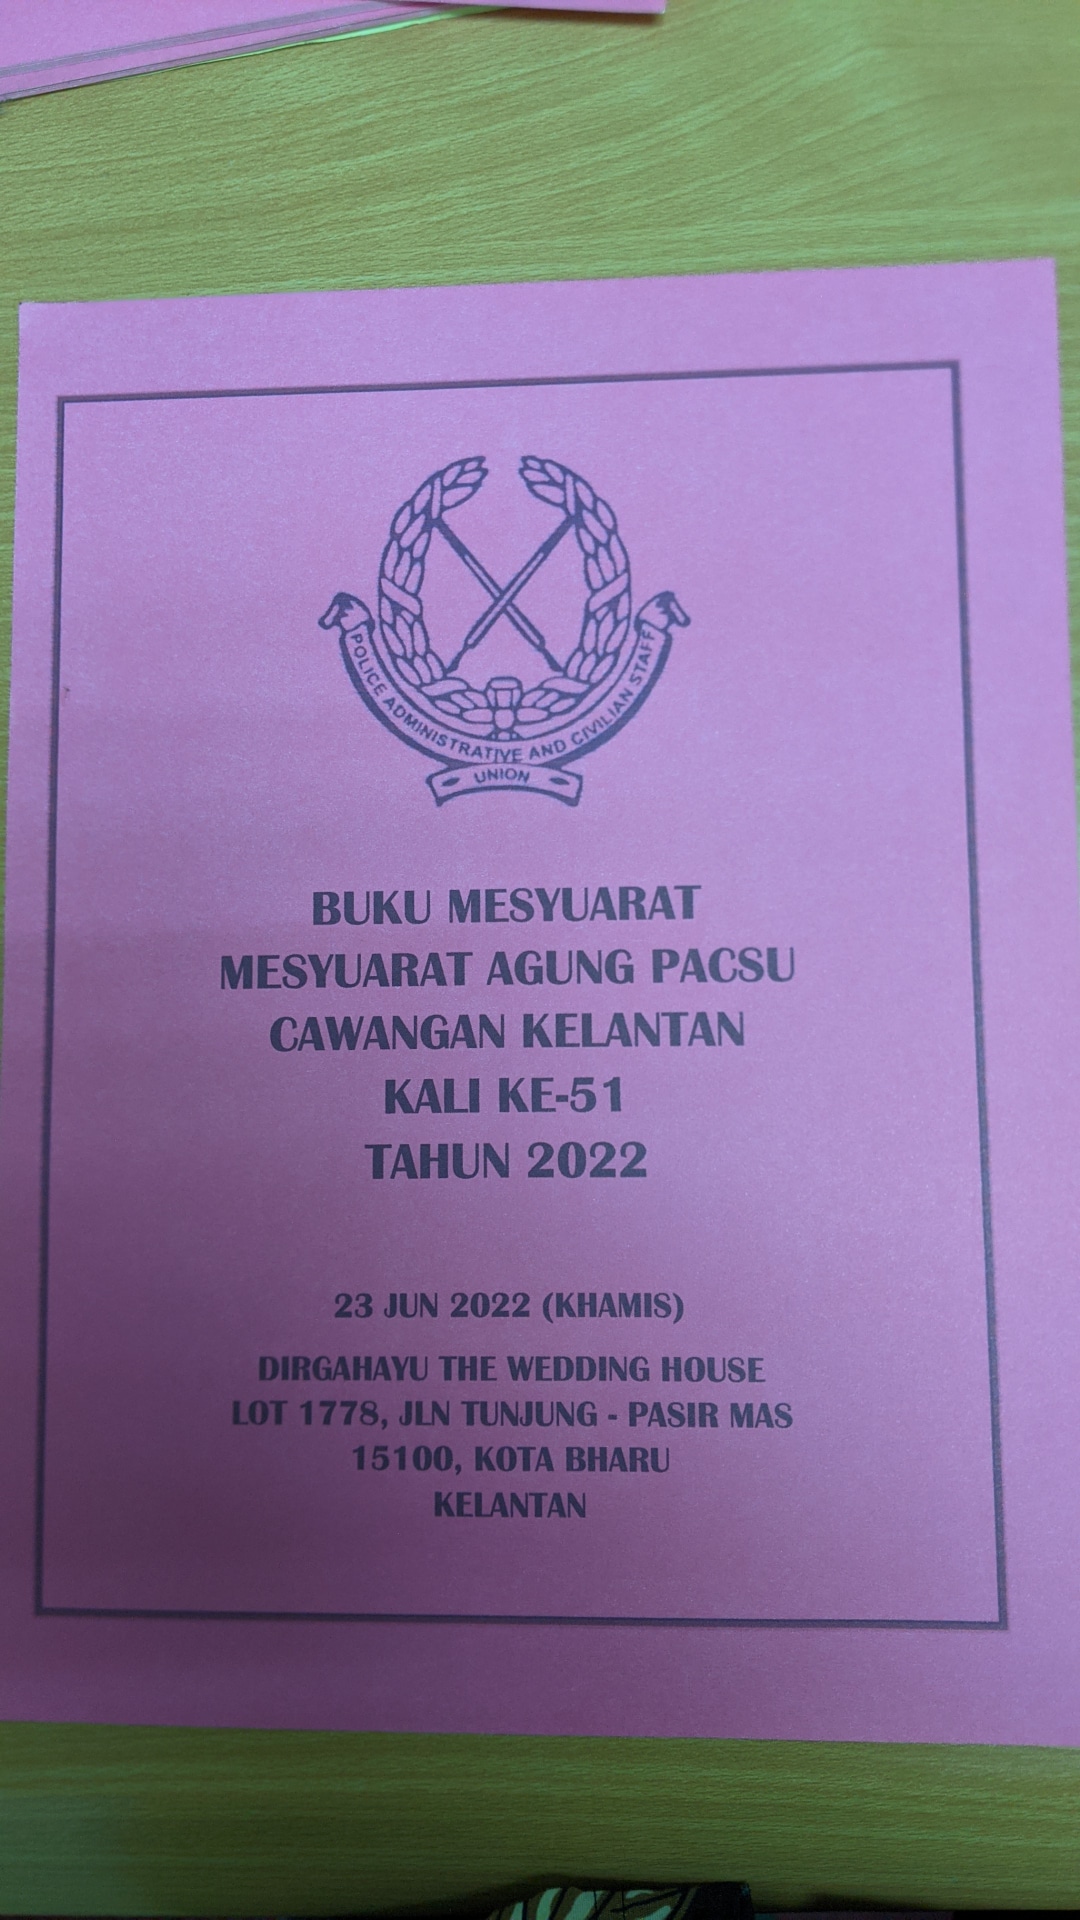 POLICE ADMINISTRATIVE AND CIVILIAN STAFF
UNION
BUKU MESYUARAT
MESYUARAT AGUNG PACSU
CAWANGAN KELANTAN
KALI KE-51
TAHUN 2022
23 JUN 2022 (KHAMIS)
DIRGAHAYU THE WEDDING HOUSE
LOT 1778, JLN TUNJUNG - PASIR MAS
15100, KOTA BHARU
KELANTAN